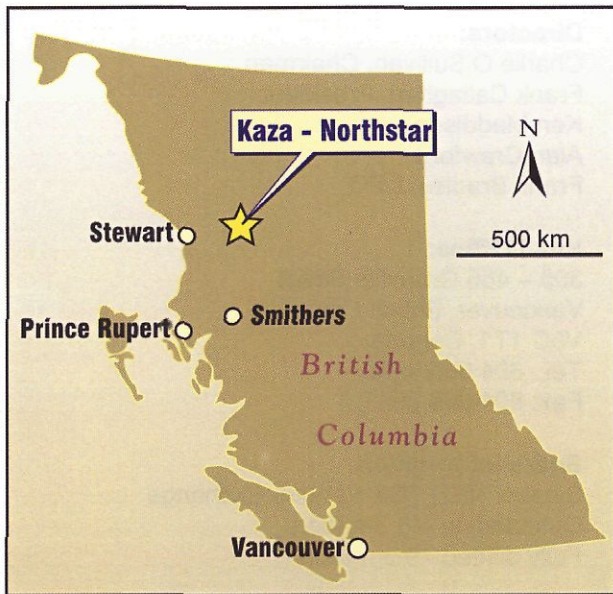 Kaza - Northstar
N
Stewart
500 km
Prince Rupert
Smithers
British
Columbia
Vancouver